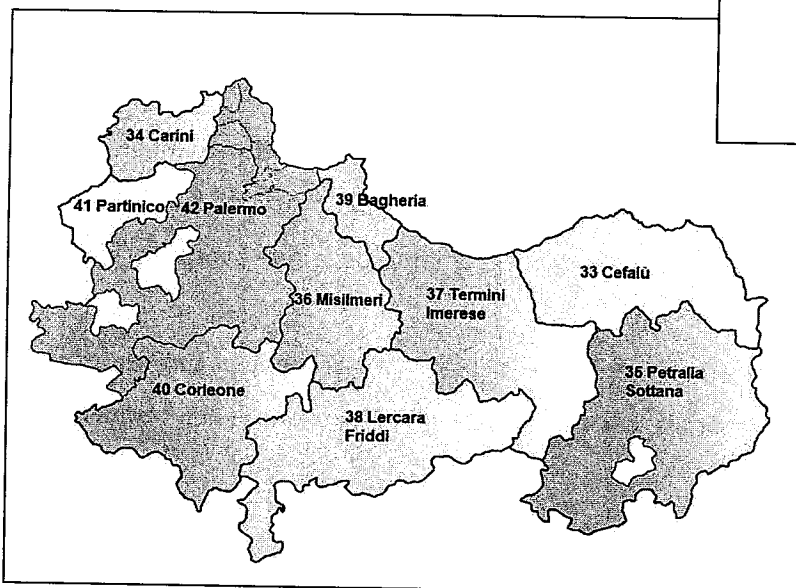 34 Carini
41 Partinico
42 Palermo
39 Bagheria
36 Misilmeri
37 Termini
Imerese
33 Cefalù
35 Petralia
Sottana
40 Corleone
38 Lercara
Friddi